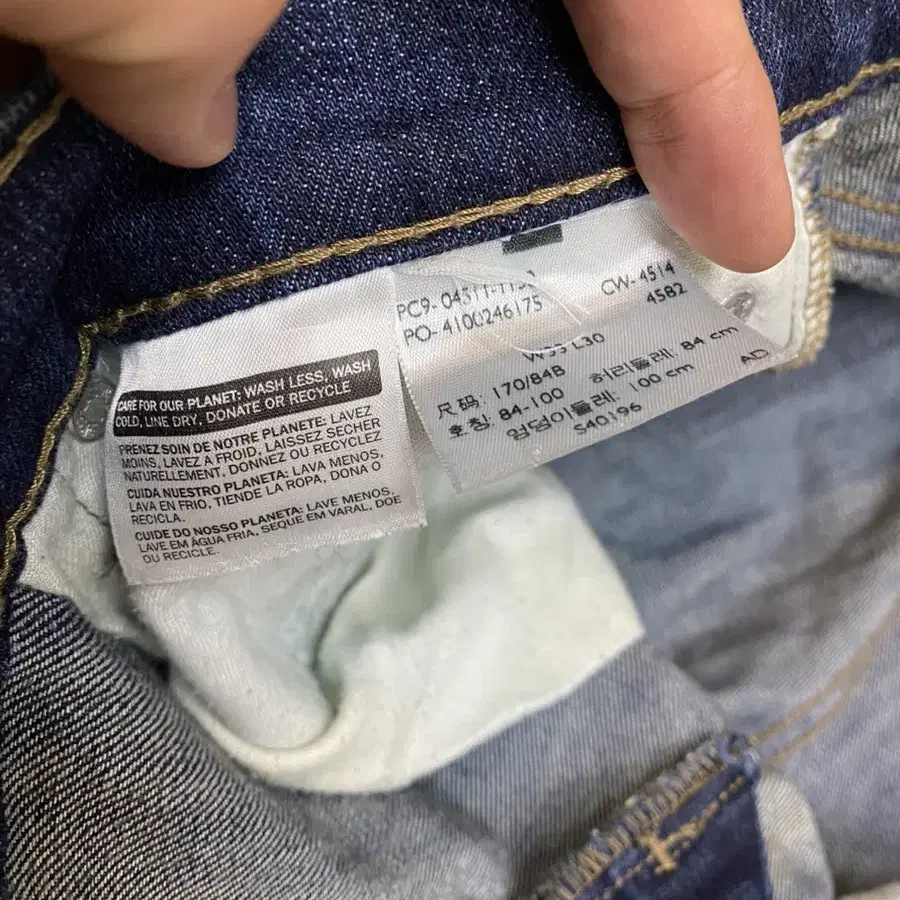 CARE FOR OUR PLANET: WASH LESS, WASH
COLD, LINE DRY, DONATE OR RECYCLE
PRENEZ SOIN DE NOTRE PLANETE: LAVEZ
MOINS, LAVEZ A FROID, LAISSEZ SECHER
NATURELLEMENT, DONNEZ OU RECYCLEZ
CUIDA NUESTRO PLANETA: LAVA MENOS,
LAVA EN FRIO, TIENDE LA ROPA, DONA O
RECICLA.
CUIDE DO NOSSO PLANETA: LAVE MENOS,
LAVE EM ÁGUA FRIA, SEQUE EM VARAL, DOE
OU RECICLE.
CW-4514
PO-4100246175 4582
W33 L30
尺码: 170/84B 허리둘레: 84 cm
호칭: 84-100 엉덩이둘레: 100 cm AD
S40196